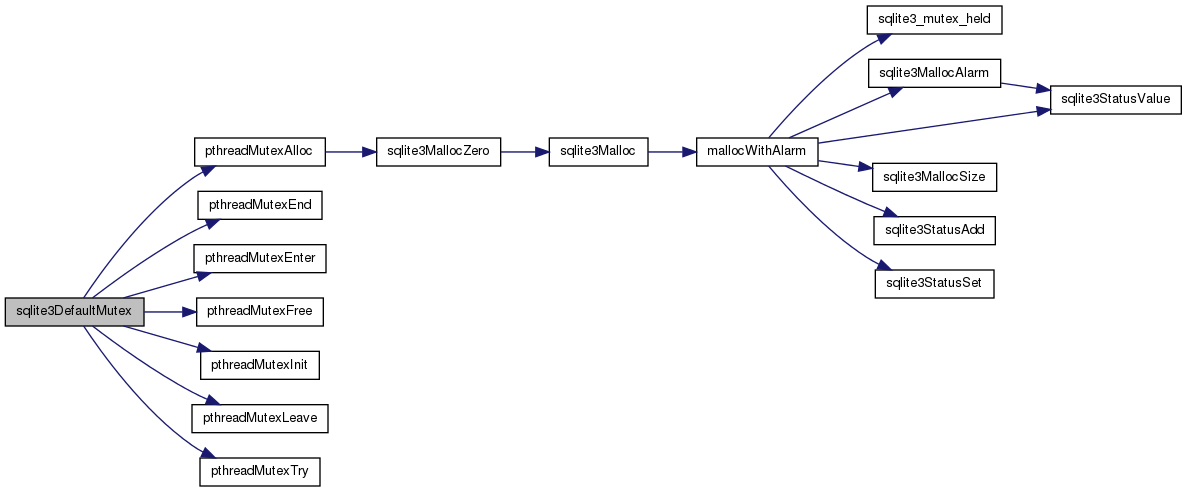 sqlite3_mutex_held
sqlite3MallocAlarm
sqlite3StatusValue
pthreadMutexAlloc
sqlite3MallocZero
sqlite3Malloc
mallocWithAlarm
sqlite3MallocSize
pthreadMutexEnd
sqlite3StatusAdd
pthreadMutexEnter
sqlite3StatusSet
sqlite3DefaultMutex
pthreadMutexFree
pthreadMutexInit
pthreadMutexLeave
pthreadMutexTry